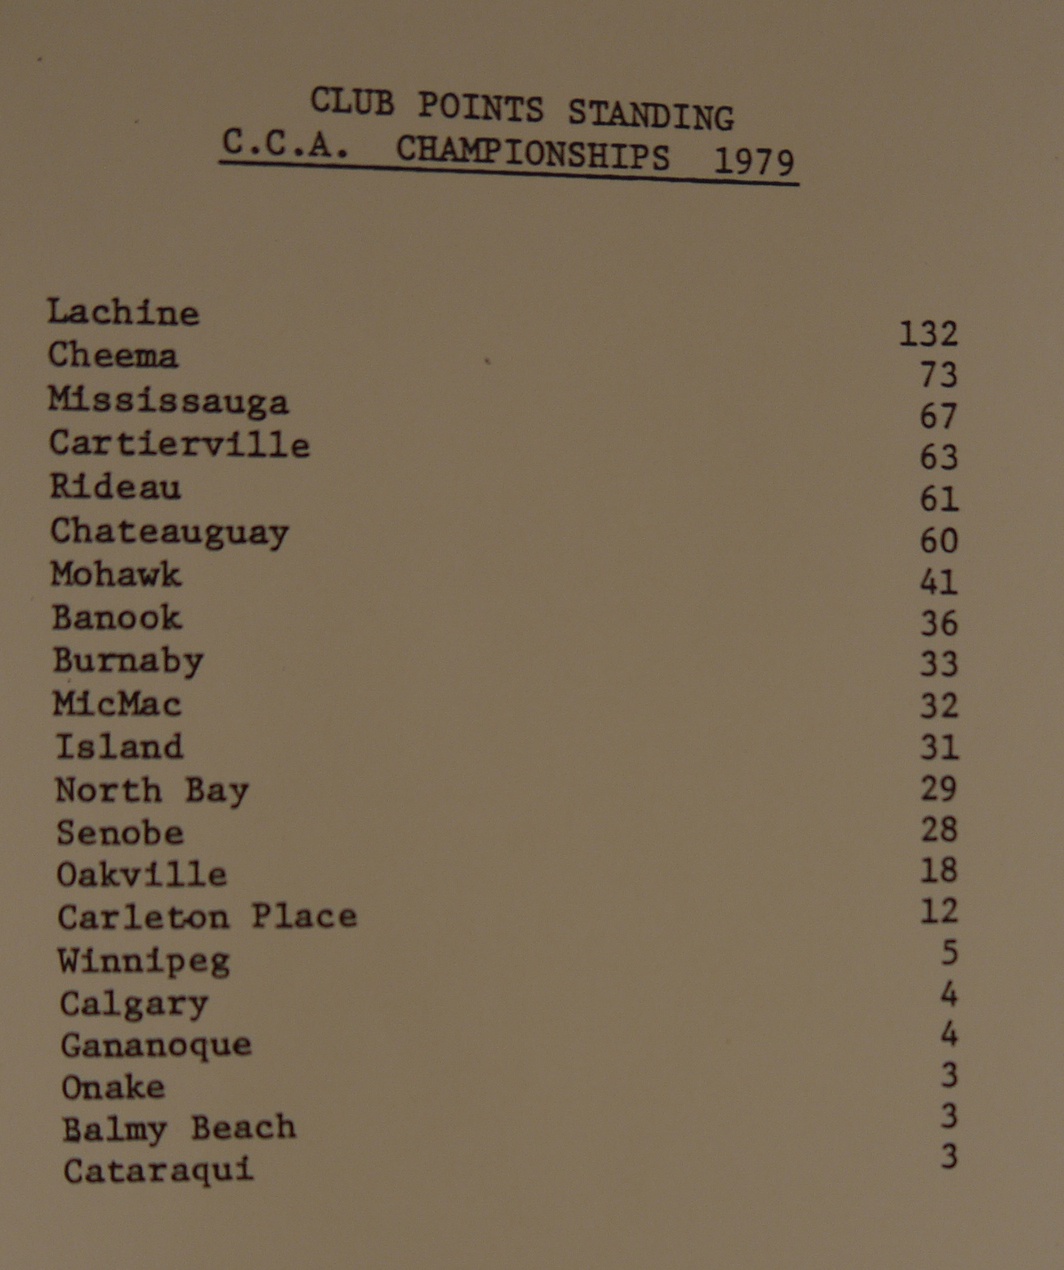 CLUB POINTS STANDING
C.C.A. CHAMPIONSHIPS 1979
Lachine 132
Cheema 73
Mississauga 67
Cartierville 63
Rideau 61
Chateauguay 60
Mohawk 41
Banook 36
Burnaby 33
MicMac 32
Island 31
North Bay 29
Senobe 28
Oakville 18
Carleton Place 12
Winnipeg 5
Calgary 4
Gananoque 4
Onake 3
Balmy Beach 3
Cataraqui 3